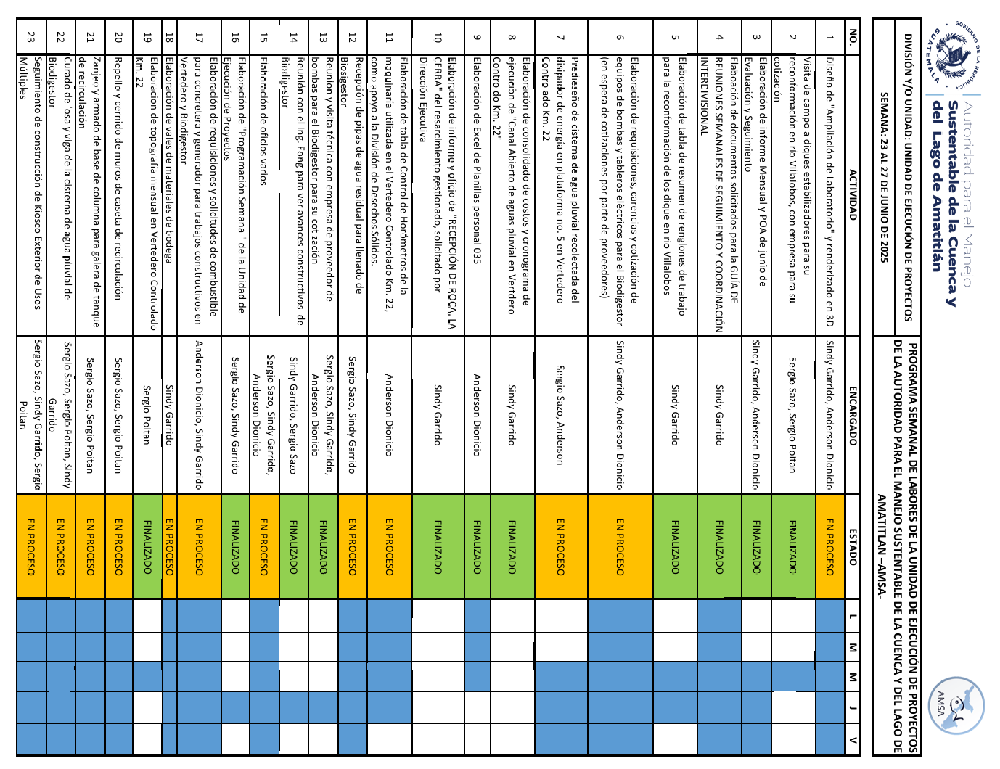 GOBIERNO DE LA REPÚBLICA
GUATEMALA
Autoridad para el Manejo
Sustentable de la Cuenca y
del Lago de Amatitlán
AMSA
DIVISIÓN Y/O UNIDAD: UNIDAD DE EJECUCIÓN DE PROYECTOS
SEMANA: 23 AL 27 DE JUNIO DE 2025
PROGRAMA SEMANAL DE LABORES DE LA UNIDAD DE EJECUCIÓN DE PROYECTOS
DE LA AUTORIDAD PARA EL MANEJO SUSTENTABLE DE LA CUENCA Y DEL LAGO DE
AMATITLAN –AMSA-
NO. ACTIVIDAD ENCARGADO ESTADO L M M J V
1 Diseño de "Ampliación de Laboratorio" y renderizado en 3D Sindy Garrido, Anderson Dionicio EN PROCESO
2 Visita de campo a diques estabilizadores para su
reconformación en río Villalobos, con empresa para su
cotización
Sergio Sazo, Sergio Poitan FINALIZADO
3 Elaboración de informe Mensual y POA de junio de
Evaluación y Seguimiento
Sindy Garrido, Anderson Dionicio FINALIZADO
4 Elaboación de documentos solicitados para la GUÍA DE
REUNIONES SEMANALES DE SEGUIMIENTO Y COORDINACIÓN
INTERDIVISIONAL
Sindy Garrido FINALIZADO
5 Elaboración de tabla de resumen de renglones de trabajo
para la reconformación de los dique en río Villalobos
Sindy Garrido FINALIZADO
6 Elaboraciòn de requisiciones, carencias y cotización de
equipos de bombas y tableros elèctricos para el Biodigestor
(en espera de cotizaciones por parte de proveedores)
Sindy Garrido, Anderson Dionicio EN PROCESO
7 Prediseseño de cisterna de agua pluvial recolectada del
disipador de energía en plataforma no. 5 en Vertedero
Controlado Km. 22
Sergio Saazo, Anderson EN PROCESO
8 Elaboración de consolidado de costos y cronograma de
ejecuciòn de "Canal Abierto de aguas pluvial en Vertdero
Controldo Km. 22"
Sindy Garrido FINALIZADO
9 Elaboración de Excel de Planillas personal 035 Anderson Dionicio FINALIZADO
10 Elaboración de informe y oficio de "RECEPCIÓN DE ROCA, LA
CERRA" del resarcimiento gestionado, solicitado por
Direción Ejecutiva
Sindy Garrido FINALIZADO
11 Elaboración de tabla de Control de Horómetros de la
maquinaría utilizada en el Vertedero Controlado Km. 22,
como apoyo a la División de Desechos Sólidos.
Anderson Dionicio EN PROCESO
12 Recepción de pipas de agua residual para llenado de
Biosigestor
Sergio Sazo, Sindy Garrido EN PROCESO
13 Reunion y visita técnica con empresa de proveedor de
bombas para el Biodigestor para su cotización
Sergio Sazo, Sindy Garrido,
Anderson Dionicio
FINALIZADO
14 Reunión con el Ing. Fong para ver avances constructivos de
Bindigestor
Sindy Garrido, Sergio Sazo FINALIZADO
15 Elaboración de oficios varios Sergio Sazo, Sindy Garrido,
Anderson Dionicio
EN PROCESO
16 Elaboración de "Programación Semanal" de la Unidad de
Ejecución de Proyectos
Sergio Sazo, Sindy Garrido FINALIZADO
17 Elaboración de requisiciones y solicitudes de combustible
para concretera y generador para trabajos constructivos en
Vertedero y Biodigestor
Anderson Dionicio, Sindy Garrido EN PROCESO
18 Elaboración de vales de materiales de bodega Sindy Garrido EN PROCESO
19 Elaboración de topografía mensual en Vertedero Controlado
Km. 22
Sergio Poitan FINALIZADO
20 Repello y cernido de muros de caseta de recirculación Sergio Sazo, Sergio Poitan EN PROCESO
21 Zanjeo y armado de base de columna para galera de tanque
de recirculación
Sergio Sazo, Sergio Poitan EN PROCESO
22 Curado de losa y viga de la cisterna de agua pluvial de
Biodigestor
Sergio Sazo, Sergio Poitan, Sindy
Garrido
EN PROCESO
23 Seguimiento de construcción de Kiosco Exterior de Usos
Múltiples
Sergio Sazo, Sindy Garrido, Sergio
Poitan
EN PROCESO